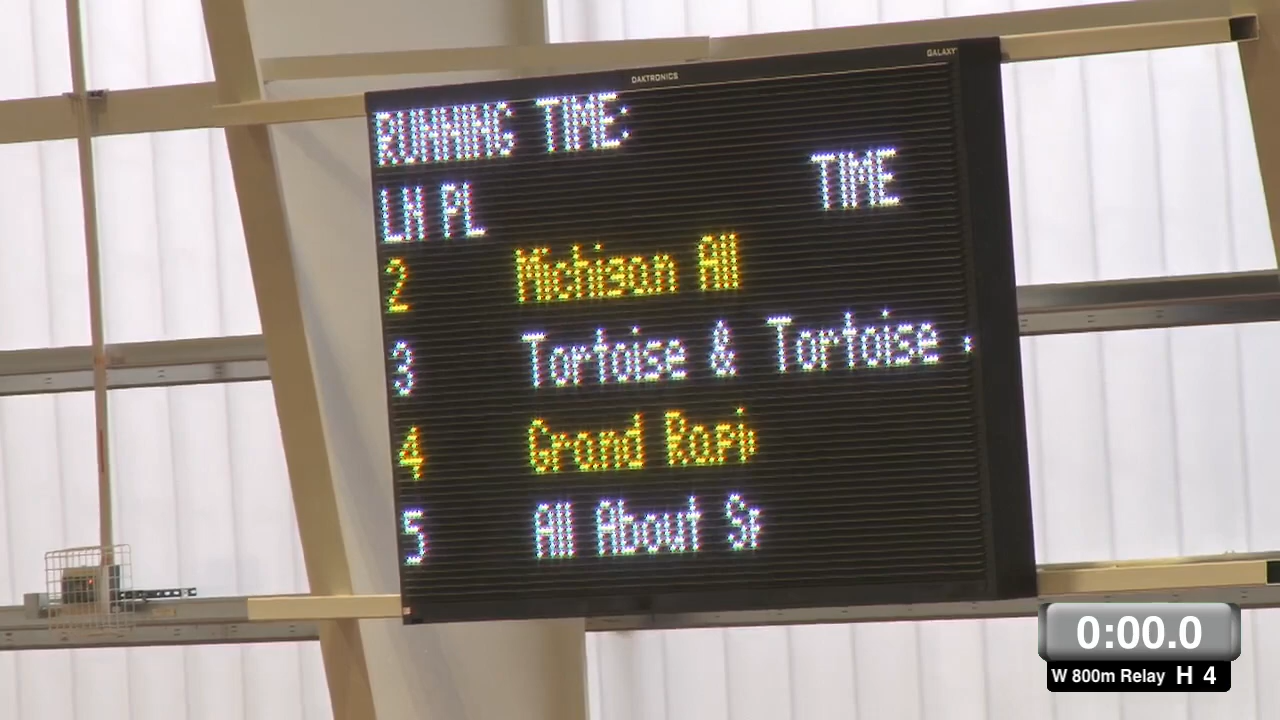 GALAXY
DAKTRONICS
RUNNING TIME:
LN PL TIME
2 Michigan All
3 Tortoise & Tortoise
4 Grand Rapi
5 All About Sp
0:00.0
W 800m Relay H 4